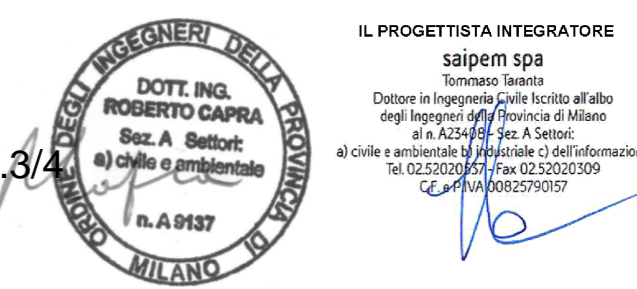 ORDINE DEGLI INGEGNERI DELLA PROVINCIA DI MILANO
DOTT. ING.
ROBERTO CAPRA
Sez. A Settori:
a) civile e ambientale
n. A 9137
.3/4
IL PROGETTISTA INTEGRATORE
saipem spa
Tommaso Taranta
Dottore in Ingegneria Civile Iscritto all'albo
degli Ingegneri della Provincia di Milano
al n. A23408 - Sez. A Settori:
a) civile e ambientale b) industriale c) dell'informazio
Tel. 02.52020557 - Fax 02.52020309
C.F. e P.IVA 00825790157